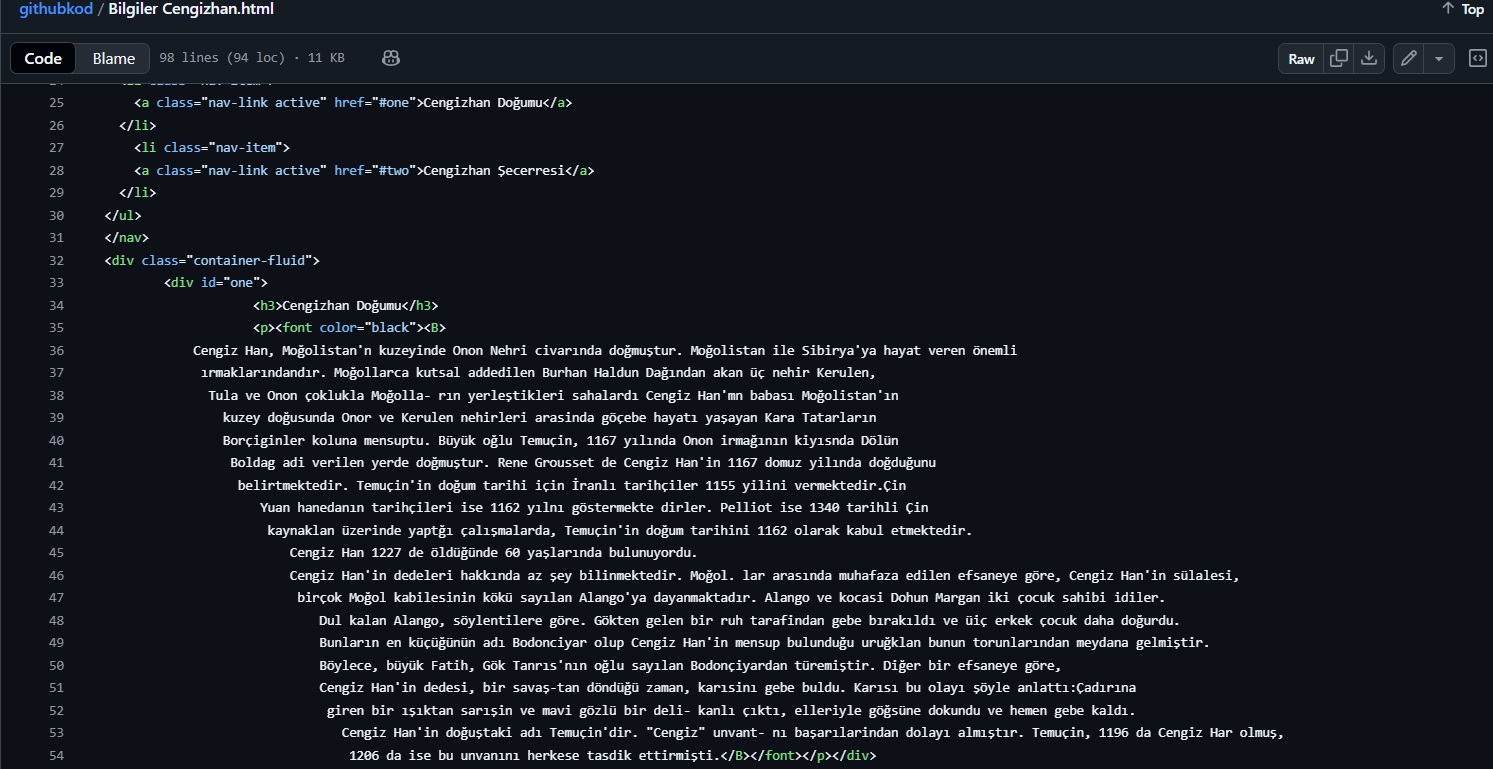 githubkod / Bilgiler Cengizhan.html
Top
Code Blame 98 lines (94 loc) · 11 KB
Raw
25 <a class="nav-link active" href="#one">Cengizhan Doğumu</a>
26 </li>
27 <li class="nav-item">
28 <a class="nav-link active" href="#two">Cengizhan Şecerresi</a>
29 </li>
30 </ul>
31 </nav>
32 <div class="container-fluid">
33 <div id="one">
34 <h3>Cengizhan Doğumu</h3>
35 <p><font color="black"><B>
36 Cengiz Han, Moğolistan'n kuzeyinde Onon Nehri civarında doğmuştur. Moğolistan ile Sibirya'ya hayat veren önemli
37 ırmaklarındandır. Moğollarca kutsal addedilen Burhan Haldun Dağından akan üç nehir Kerulen,
38 Tula ve Onon çoklukla Moğolla- rın yerleştikleri sahalardı Cengiz Han'mn babası Moğolistan'ın
39 kuzey doğusunda Onor ve Kerulen nehirleri arasinda göçebe hayatı yaşayan Kara Tatarların
40 Borçiginler koluna mensuptu. Büyük oğlu Temuçin, 1167 yılında Onon irmağının kiyısnda Dölün
41 Boldag adi verilen yerde doğmuştur. Rene Grousset de Cengiz Han'in 1167 domuz yılında doğduğunu
42 belirtmektedir. Temuçin'in doğum tarihi için İranlı tarihçiler 1155 yilini vermektedir.Çin
43 Yuan hanedanın tarihçileri ise 1162 yılnı göstermekte dirler. Pelliot ise 1340 tarihli Çin
44 kaynaklan üzerinde yaptğı çalışmalarda, Temuçin'in doğum tarihini 1162 olarak kabul etmektedir.
45 Cengiz Han 1227 de öldüğünde 60 yaşlarında bulunuyordu.
46 Cengiz Han'in dedeleri hakkında az şey bilinmektedir. Moğol. lar arasında muhafaza edilen efsaneye göre, Cengiz Han'in sülalesi,
47 birçok Moğol kabilesinin kökü sayılan Alango'ya dayanmaktadır. Alango ve kocasi Dohun Margan iki çocuk sahibi idiler.
48 Dul kalan Alango, söylentilere göre. Gökten gelen bir ruh tarafindan gebe bırakıldı ve üiç erkek çocuk daha doğurdu.
49 Bunların en küçüğünün adı Bodonciyar olup Cengiz Han'in mensup bulunduğu uruğklan bunun torunlarından meydana gelmiştir.
50 Böylece, büyük Fatih, Gök Tanrıs'nın oğlu sayılan Bodonçiyardan türemiştir. Diğer bir efsaneye göre,
51 Cengiz Han'in dedesi, bir savaş-tan döndüğü zaman, karısinı gebe buldu. Karısı bu olayı şöyle anlattı:Çadırına
52 giren bir ışıktan sarışin ve mavi gözlü bir deli- kanlı çıktı, elleriyle göğsüne dokundu ve hemen gebe kaldı.
53 Cengiz Han'in doğuştaki adı Temuçin'dir. "Cengiz" unvant- nı başarılarindan dolayı almıştır. Temuçin, 1196 da Cengiz Har olmuş,
54 1206 da ise bu unvanını herkese tasdik ettirmişti.</B></font></p></div>